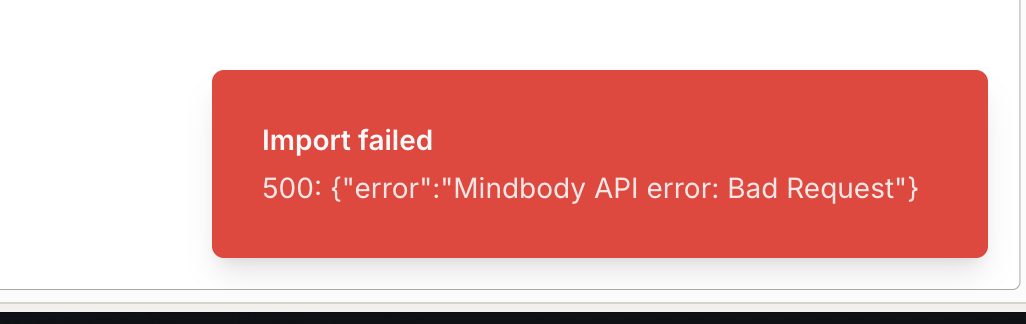 Import failed
500: {"error":"Mindbody API error: Bad Request"}